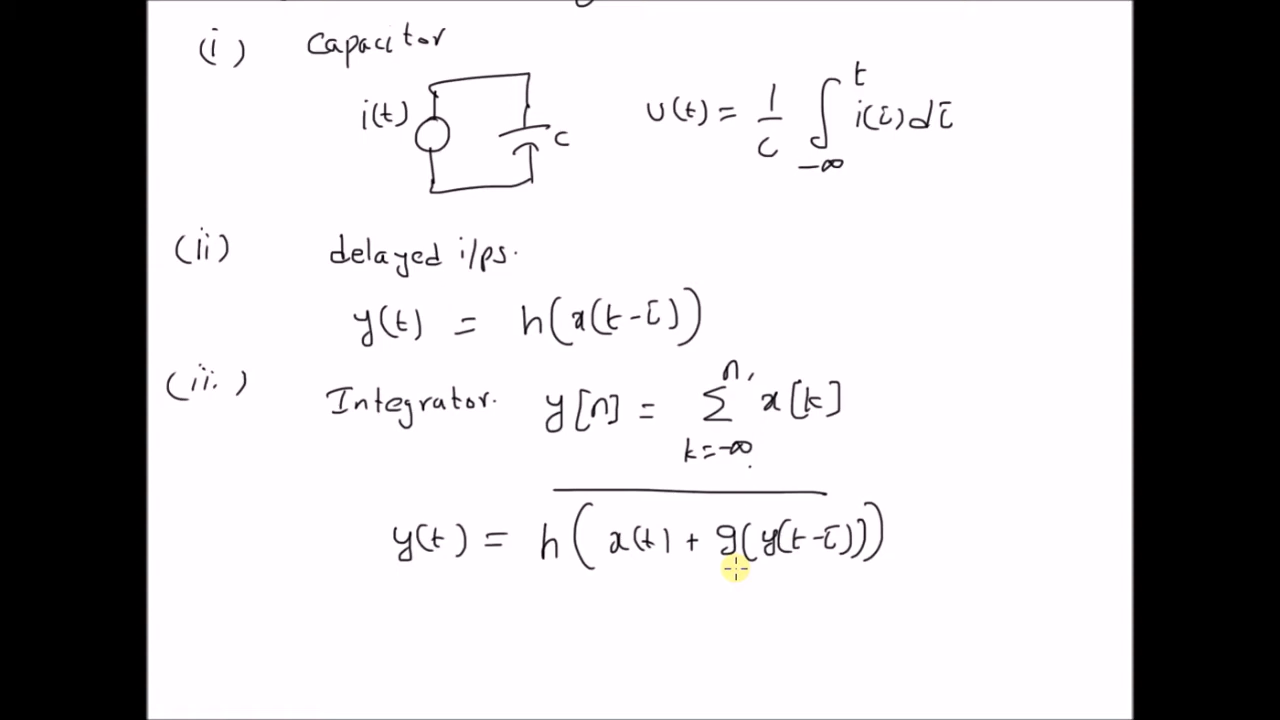 (i) Capacitor
i(t) C v(t) = 1/C ∫_{-∞}^{t} i(τ)dτ
(ii) delayed i/ps.
y(t) = h(x(t-τ))
(iii.) Integrator. y[n] = Σ_{k=-∞}^{n} x[k]
y(t) = h(x(t) + g(y(t-τ)))